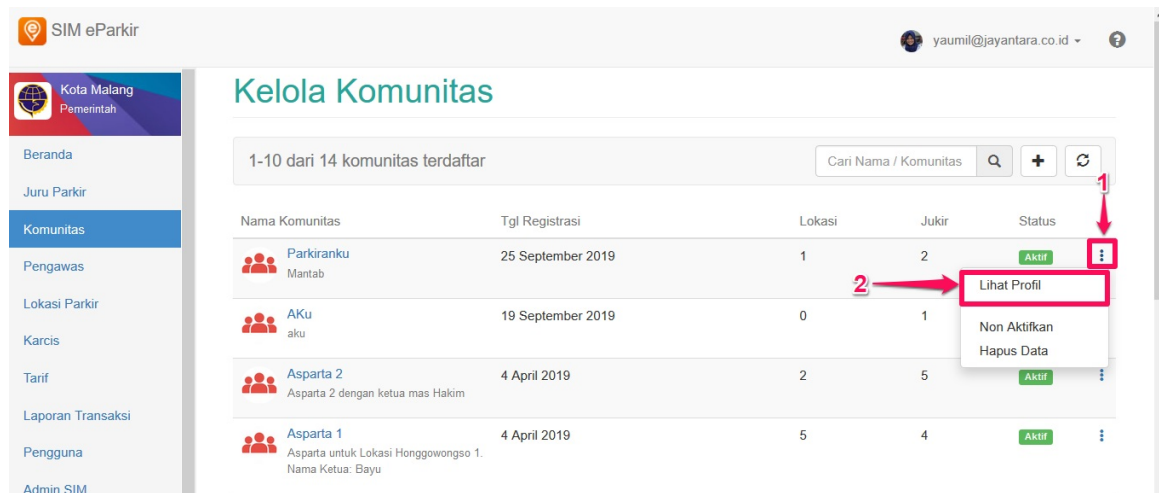 SIM eParkir
yaumil@jayantara.co.id
Kota Malang
Pemerintah
Beranda
Juru Parkir
Komunitas
Pengawas
Lokasi Parkir
Karcis
Tarif
Laporan Transaksi
Pengguna
Admin SIM
Kelola Komunitas
1-10 dari 14 komunitas terdaftar
Cari Nama / Komunitas
1
Nama Komunitas Tgl Registrasi Lokasi Jukir Status
Parkiranku 25 September 2019 1 2 Aktif
Mantab
2
Lihat Profil
Non Aktifkan
Hapus Data
AKu 19 September 2019 0 1
aku
Asparta 2 4 April 2019 2 5 Aktif
Asparta 2 dengan ketua mas Hakim
Asparta 1 4 April 2019 5 4 Aktif
Asparta untuk Lokasi Honggowongso 1.
Nama Ketua: Bayu